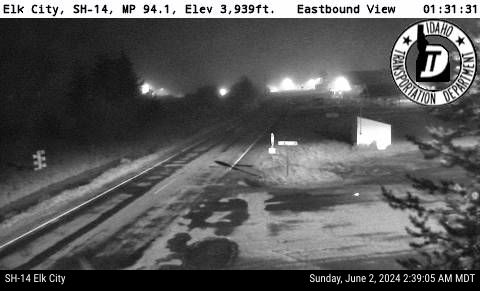 Elk City, SH-14, MP 94.1, Elev 3,939ft. Eastbound View 01:31:31
IDAHO
TRANSPORTATION DEPARTMENT
SH-14 Elk City Sunday, June 2, 2024 2:39:05 AM MDT